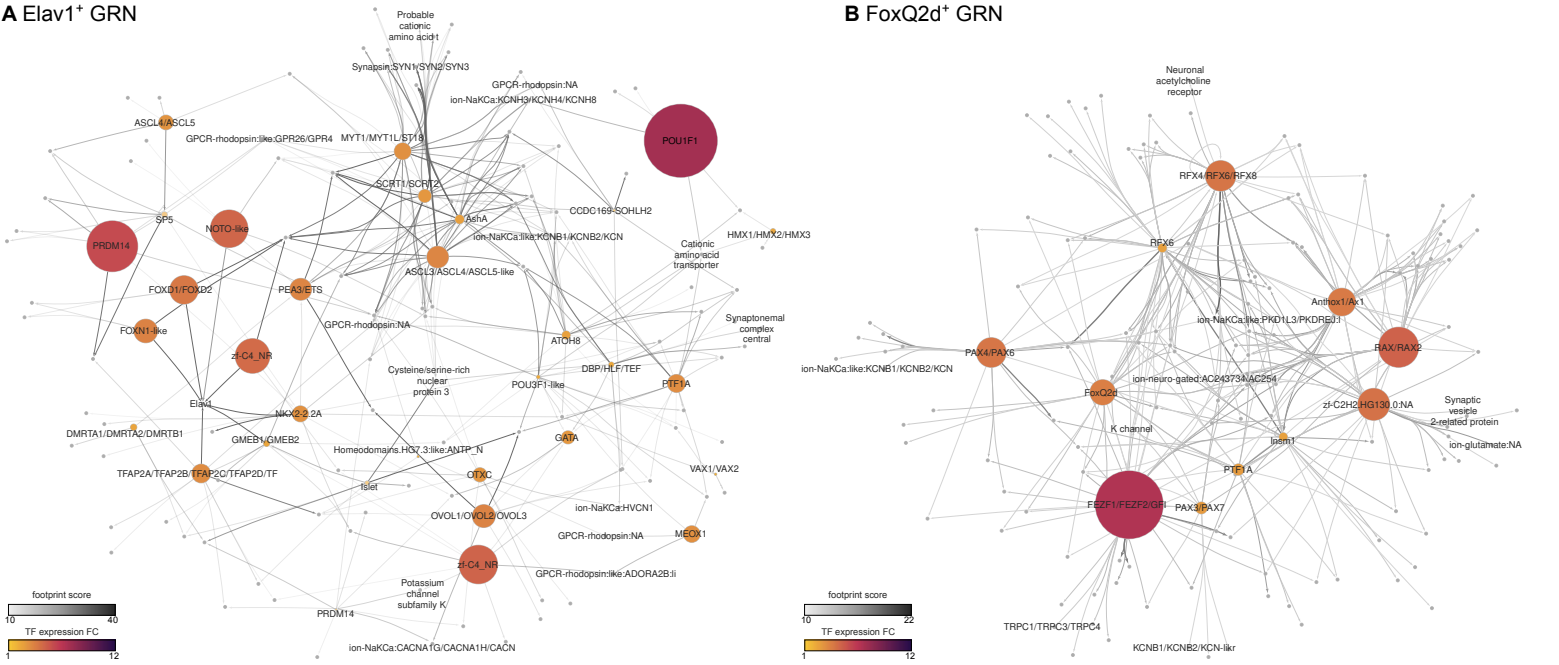 A Elav1+ GRN
Probable
cationic
amino acid t
Synapsin:SYN1/SYN2/SYN3
GPCR-rhodopsin:NA
ion-NaKCa:KCNH3/KCNH4/KCNH8
ASCL4/ASCL5
GPCR-rhodopsin:like:GPR26/GPR4
MYT1/MYT1L/ST18
POU1F1
SCRT1/SCRT2
SP5
AshA
CCDC169-SOHLH2
NOTO-like
PRDM14
ion-NaKCa:like:KCNB1/KCNB2/KCN
HMX1/HMX2/HMX3
Cationic
amino acid
transporter
ASCL3/ASCL4/ASCL5-like
FOXD1/FOXD2
PEA3/ETS
FOXN1-like
GPCR-rhodopsin:NA
Synaptonemal
complex
central
ATOH8
zf-C4_NR
Cysteine/serine-rich
nuclear
protein 3
DBP/HLF/TEF
POU3F1-like
PTF1A
Elav1
NKX2-2.2A
DMRTA1/DMRTA2/DMRTB1
GMEB1/GMEB2
GATA
Homeodomains.HG7.3:like:ANTP_N
TFAP2A/TFAP2B/TFAP2C/TFAP2D/TF
OTXC
VAX1/VAX2
Islet
ion-NaKCa:HVCN1
OVOL1/OVOL2/OVOL3
GPCR-rhodopsin:NA
MEOX1
zf-C4_NR
GPCR-rhodopsin:like:ADORA2B:li
Potassium
channel
subfamily K
PRDM14
ion-NaKCa:CACNA1G/CACNA1H/CACN
footprint score
10 40
TF expression FC
1 12
B FoxQ2d+ GRN
Neuronal
acetylcholine
receptor
RFX4/RFX6/RFX8
RFX6
Anthox1/Ax1
ion-NaKCa:like:PKD1L3/PKDREJ:l
RAX/RAX2
PAX4/PAX6
ion-NaKCa:like:KCNB1/KCNB2/KCN
ion-neuro-gated:AC243734/AC254
FoxQ2d
zf-C2H2.HG130.0:NA
Synaptic
vesicle
2-related protein
K channel
Insm1
ion-glutamate:NA
PTF1A
FEZF1/FEZF2/GFI
PAX3/PAX7
TRPC1/TRPC3/TRPC4
KCNB1/KCNB2/KCN-likr
footprint score
10 22
TF expression FC
1 12